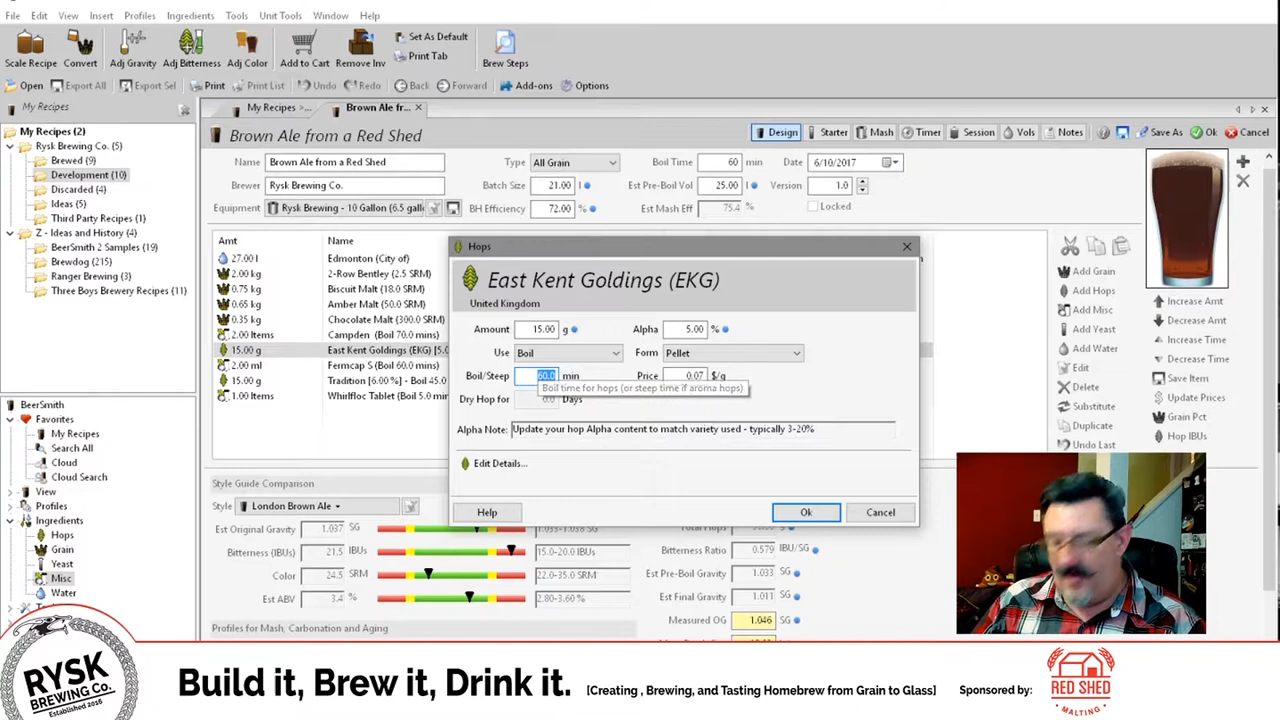 File Edit View Insert Profiles Ingredients Tools Unit Tools Window Help
Scale Recipe Convert Adj Gravity Adj Bitterness Adj Color Add to Cart Remove Inv Set As Default Print Tab Brew Steps
Open Export All Export Sel Print Print List Undo Redo Back Forward Add-ons Options
My Recipes
My Recipes >... Brown Ale fr... ×
My Recipes (2)
Rysk Brewing Co. (5)
Brewed (9)
Development (10)
Discarded (4)
Ideas (5)
Third Party Recipes (1)
Z - Ideas and History (4)
BeerSmith 2 Samples (19)
Brewdog (215)
Ranger Brewing (3)
Three Boys Brewery Recipes (11)
Brown Ale from a Red Shed
Design Starter Mash Timer Session Vols Notes Save As Ok Cancel
Name Brown Ale from a Red Shed Type All Grain Boil Time 60 min Date 6/10/2017
Brewer Rysk Brewing Co. Batch Size 21.00 l Est Pre-Boil Vol 25.00 l Version 1.0
Equipment Rysk Brewing - 10 Gallon (6.5 gall BH Efficiency 72.00 % Est Mash Eff 75.4 % Locked
Amt Name
27.00 l Edmonton (City of)
2.00 kg 2-Row Bentley (2.5 SRM)
0.75 kg Biscuit Malt (18.0 SRM)
0.65 kg Amber Malt (50.0 SRM)
0.35 kg Chocolate Malt (300.0 SRM)
2.00 Items Campden (Boil 70.0 mins)
15.00 g East Kent Goldings (EKG) [5.0
2.00 ml Fermcap S (Boil 60.0 mins)
15.00 g Tradition [6.00 %] - Boil 45.0
1.00 Items Whirlfloc Tablet (Boil 5.0 min
Hops
East Kent Goldings (EKG)
United Kingdom
Amount 15.00 g Alpha 5.00 %
Use Boil Form Pellet
Boil/Steep 60.0 min Price 0.07 $/g
Boil time for hops (or steep time if aroma hops)
Dry Hop for 0.0 Days
Alpha Note: Update your hop Alpha content to match variety used - typically 3-20%
Edit Details...
Help Ok Cancel
Add Grain
Add Hops
Add Misc
Add Yeast
Add Water
Edit
Delete
Substitute
Duplicate
Undo Last
Increase Amt
Decrease Amt
Increase Time
Decrease Time
Save Item
Update Prices
Grain Pct
Hop IBUs
BeerSmith
Favorites
My Recipes
Search All
Cloud
Cloud Search
View
Profiles
Ingredients
Hops
Grain
Yeast
Misc
Water
Style Guide Comparison
Style London Brown Ale
Est Original Gravity 1.037 SG 1.033-1.038 SG
Bitterness (IBUs) 21.5 IBUs 15.0-20.0 IBUs
Color 24.5 SRM 22.0-35.0 SRM
Est ABV 3.4 % 2.80-3.60 %
Total Hops
Bitterness Ratio 0.579 IBU/SG
Est Pre-Boil Gravity 1.033 SG
Est Final Gravity 1.011 SG
Measured OG 1.046 SG
Profiles for Mash, Carbonation and Aging
RYSK
BREWING Co.
Established 2016
Build it, Brew it, Drink it. [Creating , Brewing, and Tasting Homebrew from Grain to Glass] Sponsored by:
RED SHED
MALTING